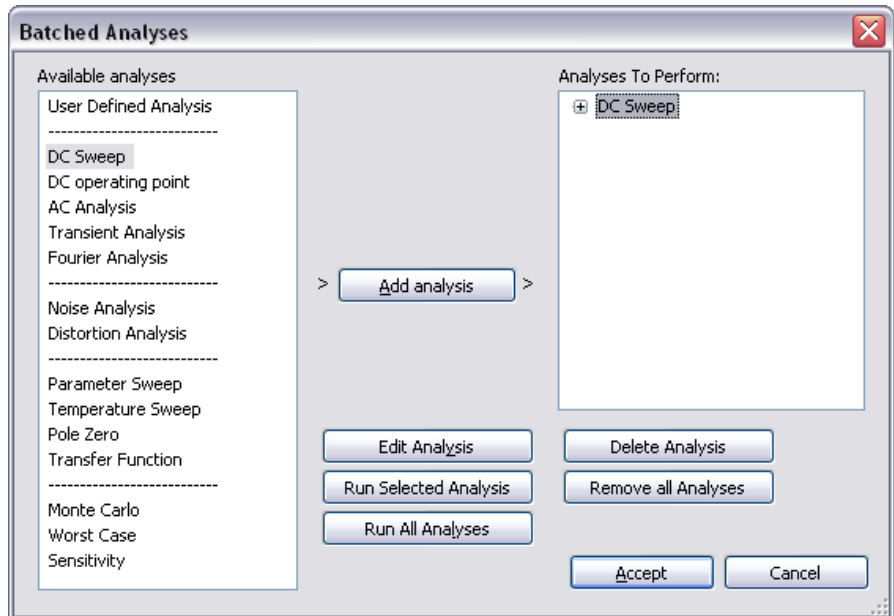 Batched Analyses
Available analyses
User Defined Analysis
---------------------------
DC Sweep
DC operating point
AC Analysis
Transient Analysis
Fourier Analysis
---------------------------
Noise Analysis
Distortion Analysis
---------------------------
Parameter Sweep
Temperature Sweep
Pole Zero
Transfer Function
---------------------------
Monte Carlo
Worst Case
Sensitivity
> Add analysis >
Analyses To Perform:
DC Sweep
Edit Analysis
Delete Analysis
Run Selected Analysis
Remove all Analyses
Run All Analyses
Accept
Cancel